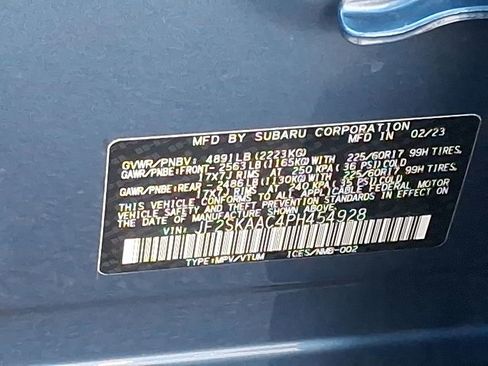 MFD BY SUBARU CORPORATION
MFD IN 02/23
GVWR/PNBV: 4891LB(2223KG)
GAWR/PNBE:FRONT- 2563LB(1165KG)WITH 225/60R17 99H TIRES,
17X7J RIMS AT 250 KPA(36 PSI)COLD
GAWR/PNBE:REAR - 2486LB(1130KG)WITH 225/60R17 99H TIRES,
17X7J RIMS AT 240 KPA(35 PSI)COLD
THIS VEHICLE CONFORMS TO ALL APPLICABLE FEDERAL MOTOR
VEHICLE SAFETY AND THEFT PREVENTION STANDARDS IN EFFECT ON
THE DATE OF MANUFACTURE SHOWN ABOVE.
VIN: JF2SKAAC4PH454928
TYPE:MPV/VTUM ICES/NMB-002